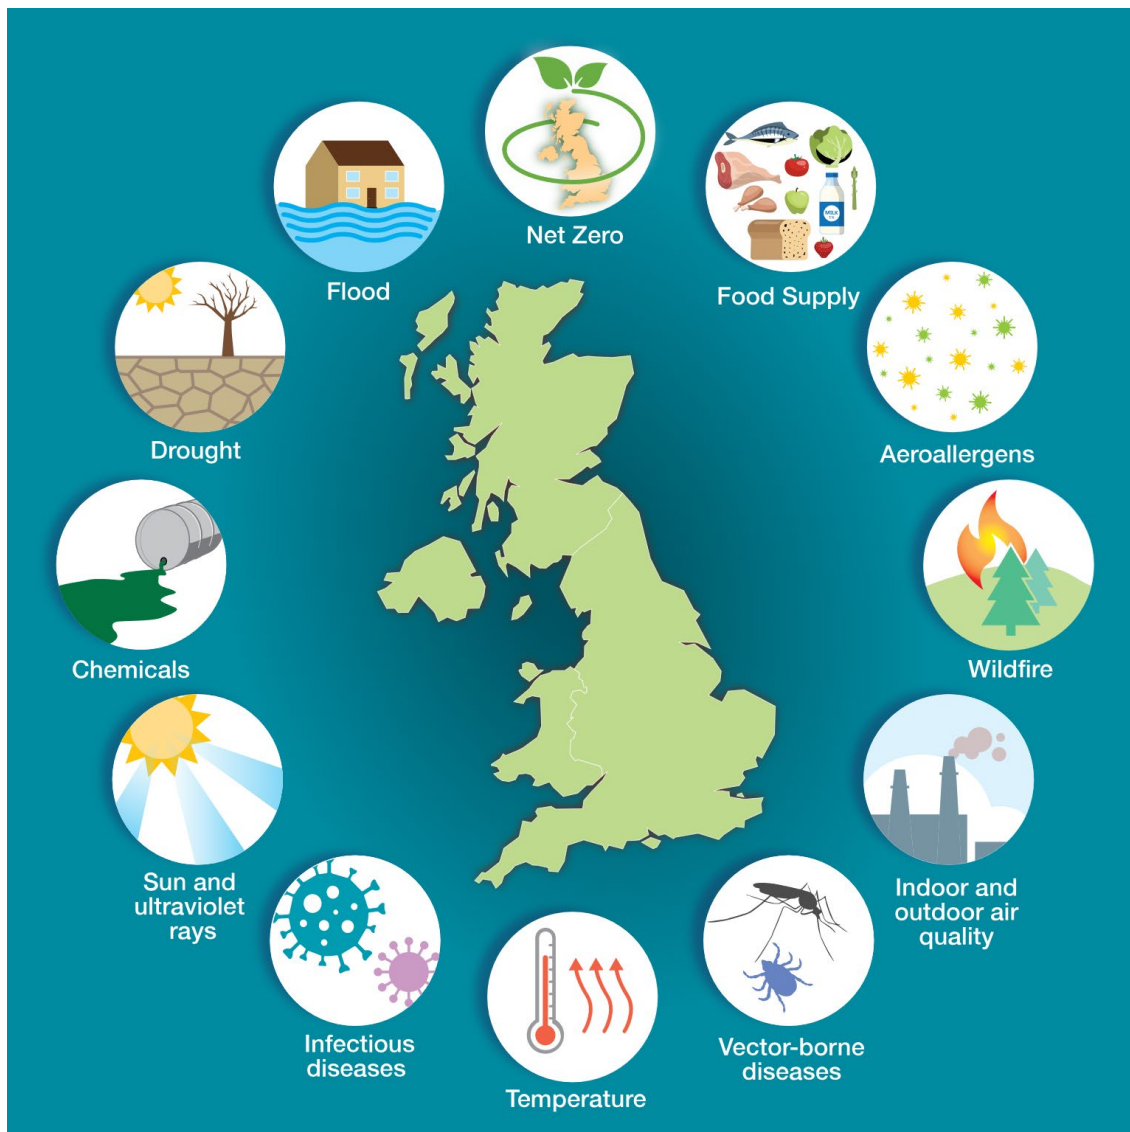 Net Zero
Food Supply
MILK
Aeroallergens
Wildfire
Indoor and
outdoor air
quality
Vector-borne
diseases
Temperature
Infectious
diseases
Sun and
ultraviolet
rays
Chemicals
Drought
Flood